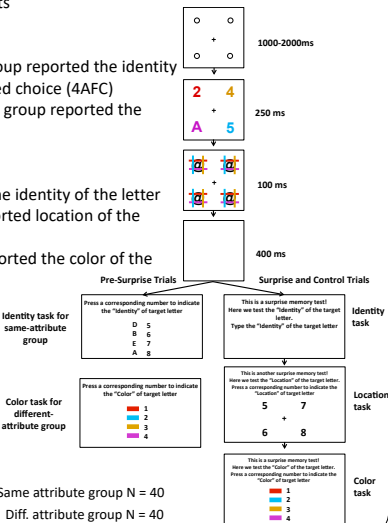 ts
oup reported the identity
ed choice (4AFC)
group reported the
he identity of the letter
orted location of the
ported the color of the
+
1000-2000ms
2 4
+
A 5
250 ms
@ @
+
@ @
100 ms
400 ms
Pre-Surprise Trials
Surprise and Control Trials
Identity task for
same-attribute
group
Press a corresponding number to indicate
the "Identity" of target letter
D 5
B 6
E 7
A 8
This is a surprise memory test!
Here we test the "Identity" of the target
letter.
Type the "Identity" of the target letter
Identity
task
Color task for
different-
attribute group
Press a corresponding number to indicate
the "Color" of target letter
1
2
3
4
This is another surprise memory test!
Here we test the "Location" of the target letter.
Press a corresponding number to indicate the
"Location" of target letter
5 7
+
6 8
Location
task
This is a surprise memory test!
Here we test the "Color" of the target letter.
Press a corresponding number to indicate the
"Color" of target letter
1
2
3
4
Color
task
Same attribute group N = 40
Diff. attribute group N = 40